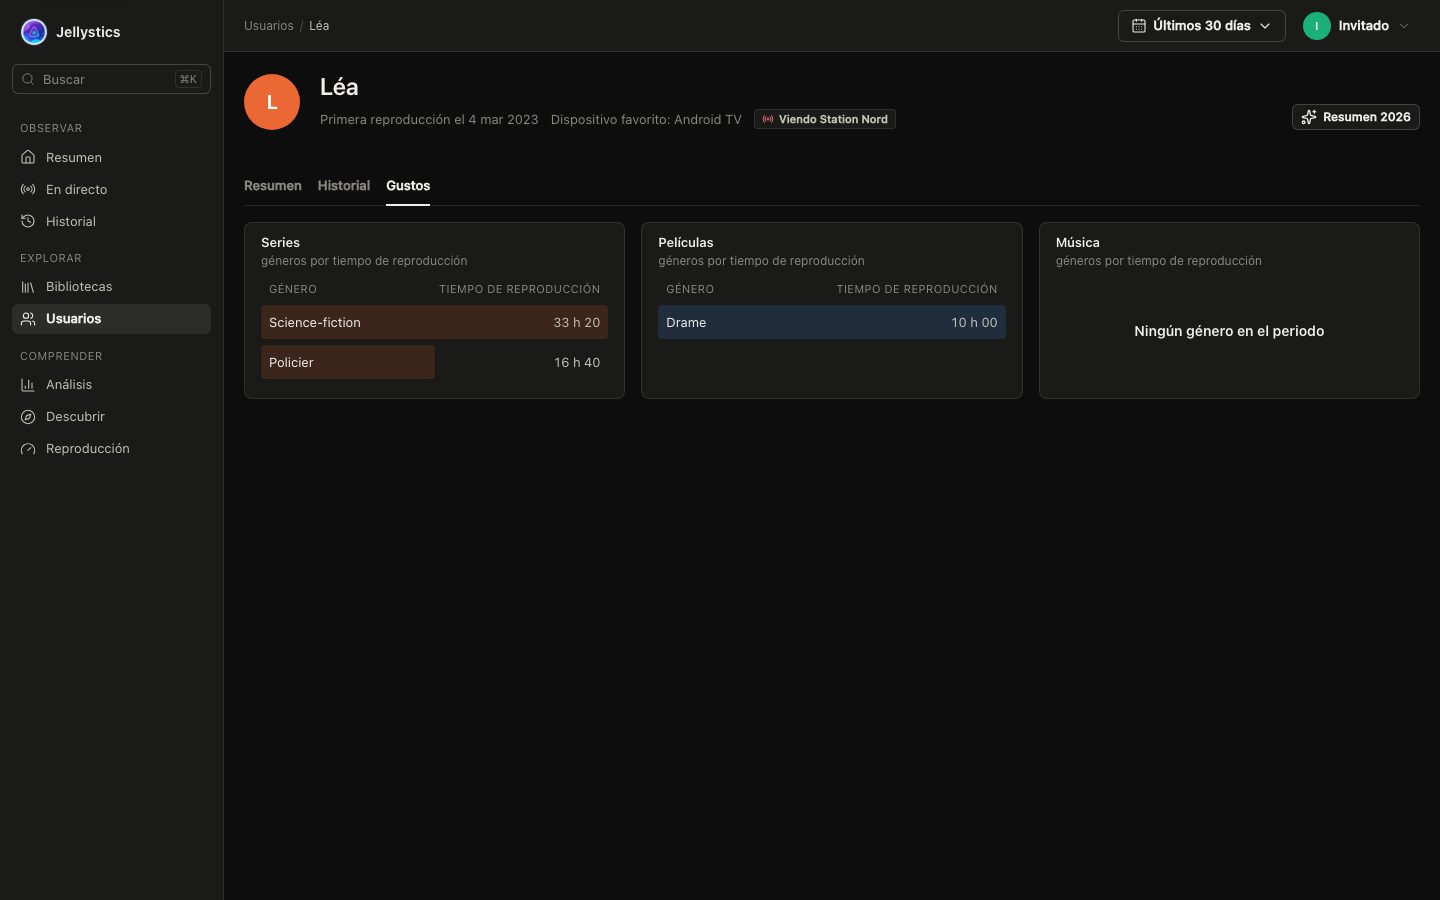 Jellystics
Buscar ⌘K
OBSERVAR
Resumen
En directo
Historial
EXPLORAR
Bibliotecas
Usuarios
COMPRENDER
Análisis
Descubrir
Reproducción
Usuarios / Léa
Últimos 30 días
I Invitado
L
Léa
Primera reproducción el 4 mar 2023 Dispositivo favorito: Android TV Viendo Station Nord
Resumen 2026
Resumen Historial Gustos
Series
géneros por tiempo de reproducción
GÉNERO TIEMPO DE REPRODUCCIÓN
Science-fiction 33 h 20
Policier 16 h 40
Películas
géneros por tiempo de reproducción
GÉNERO TIEMPO DE REPRODUCCIÓN
Drame 10 h 00
Música
géneros por tiempo de reproducción
Ningún género en el periodo